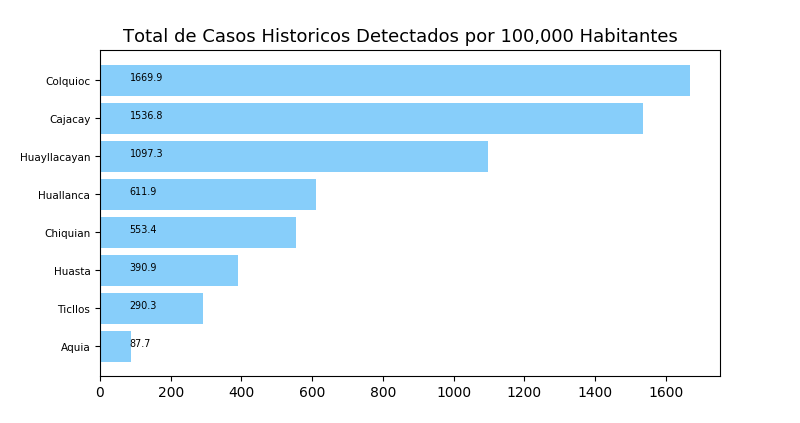 Total de Casos Historicos Detectados por 100,000 Habitantes
Colquioc 1669.9
Cajacay 1536.8
Huayllacayan 1097.3
Huallanca 611.9
Chiquian 553.4
Huasta 390.9
Ticllos 290.3
Aquia 87.7
0 200 400 600 800 1000 1200 1400 1600